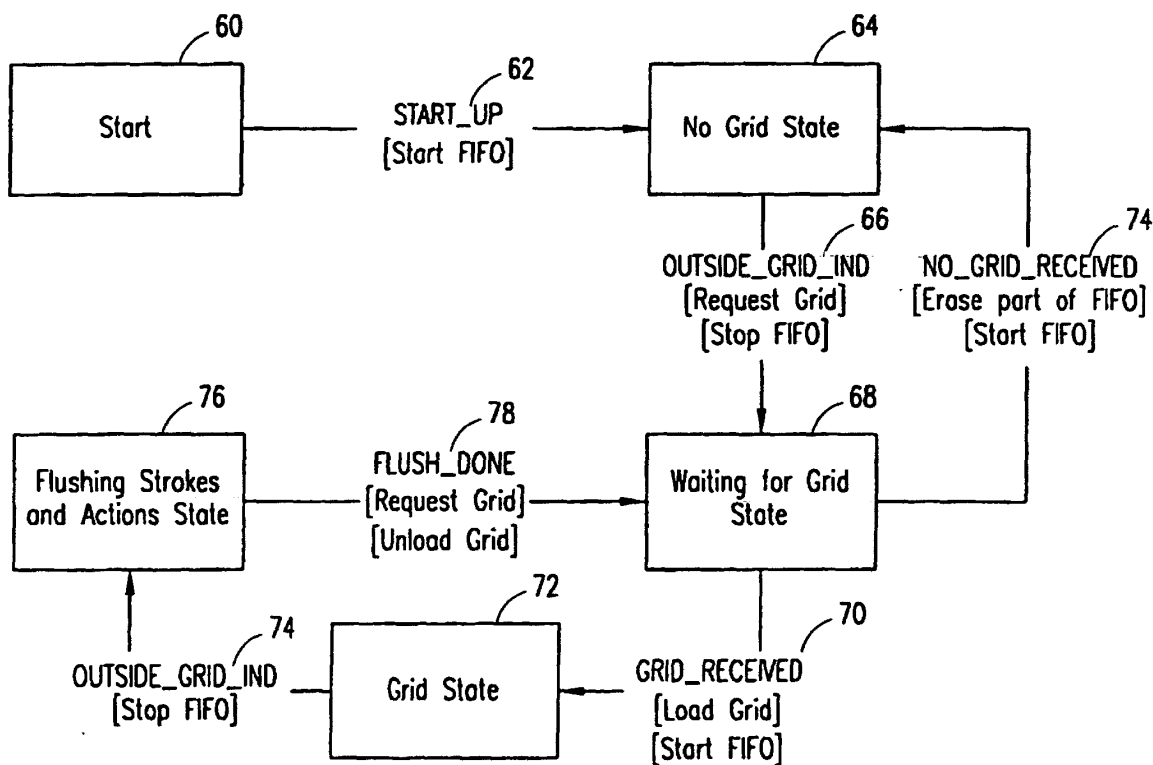 60
64
62
Start
START_UP
[Start FIFO]
No Grid State
66
74
OUTSIDE_GRID_IND
[Request Grid]
[Stop FIFO]
NO_GRID_RECEIVED
[Erase part of FIFO]
[Start FIFO]
76
78
68
Flushing Strokes
and Actions State
FLUSH_DONE
[Request Grid]
[Unload Grid]
Waiting for Grid
State
74
72
70
OUTSIDE_GRID_IND
[Stop FIFO]
Grid State
GRID_RECEIVED
[Load Grid]
[Start FIFO]